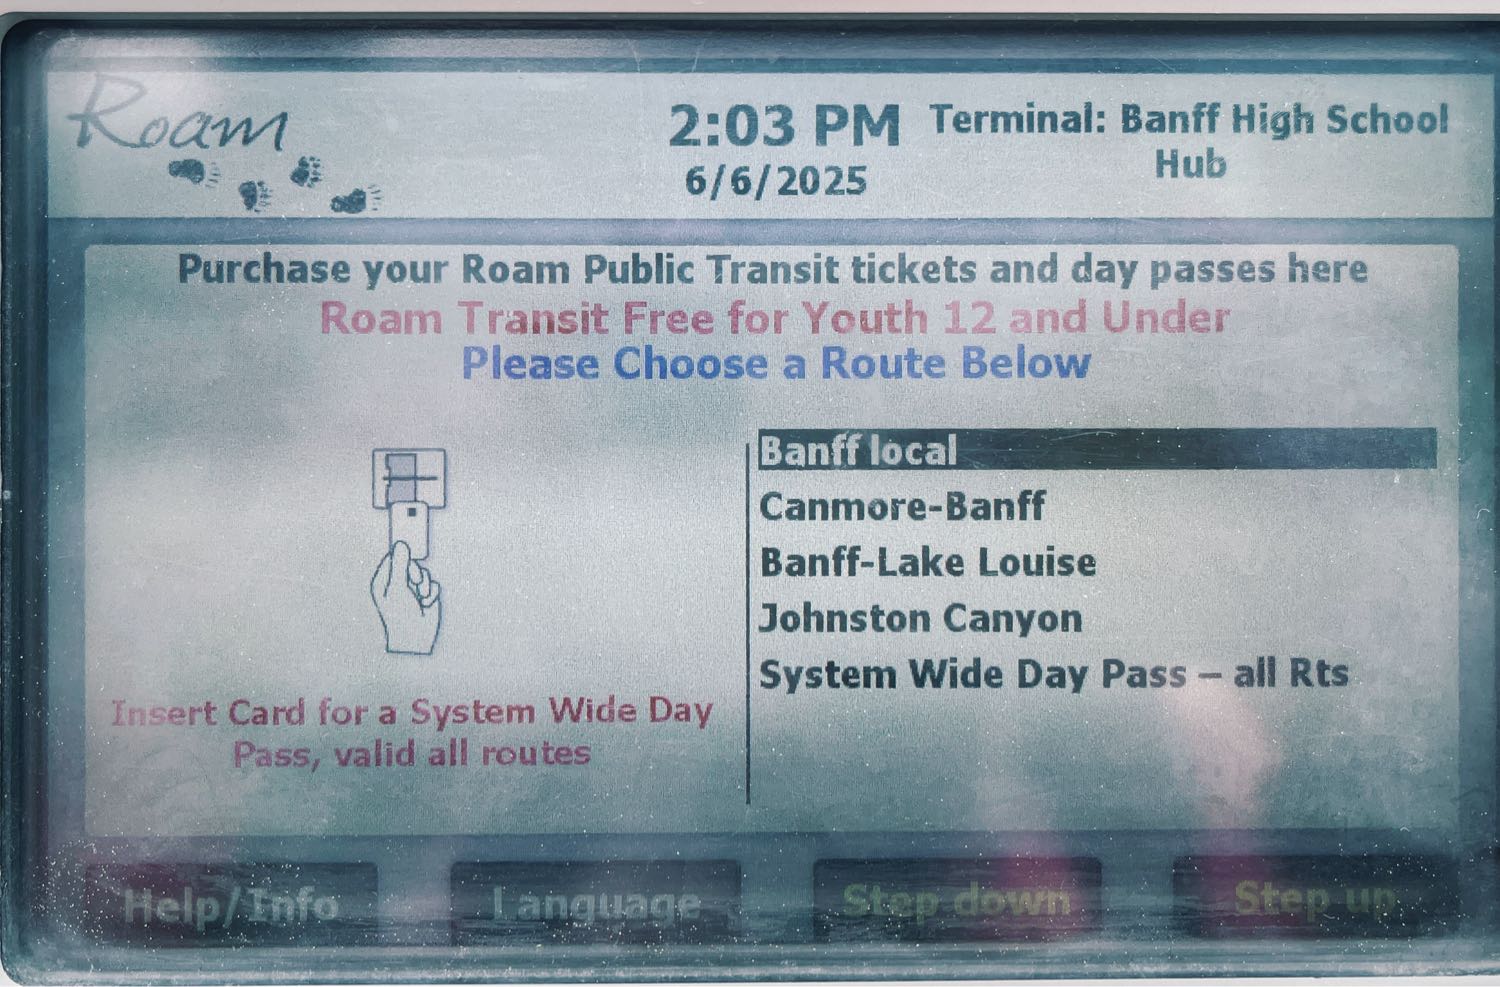 Roam
2:03 PM
6/6/2025
Terminal: Banff High School
Hub
Purchase your Roam Public Transit tickets and day passes here
Roam Transit Free for Youth 12 and Under
Please Choose a Route Below
Insert Card for a System Wide Day
Pass, valid all routes
Banff local
Canmore-Banff
Banff-Lake Louise
Johnston Canyon
System Wide Day Pass – all Rts
Help/Info
Language
Step down
Step up